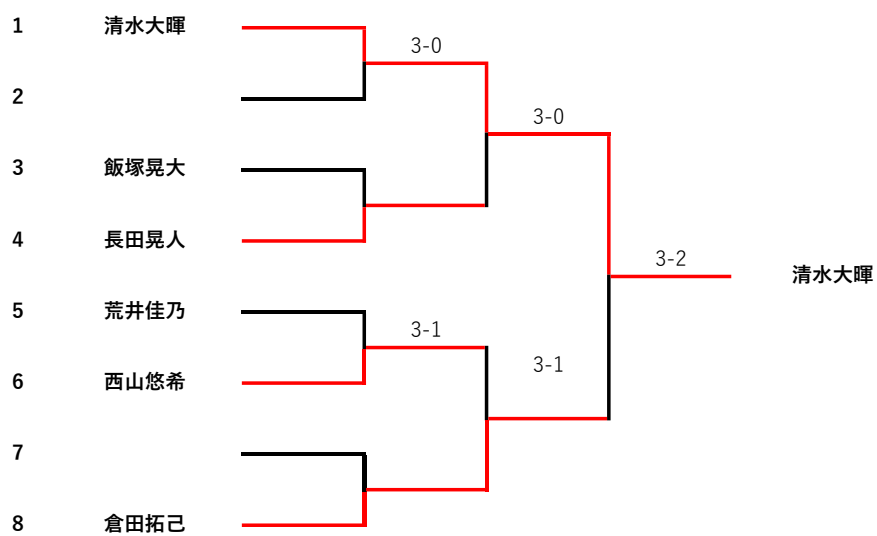 1 清水大暉
3-0
2
3-0
3 飯塚晃大
4 長田晃人
3-2
清水大暉
5 荒井佳乃
3-1
3-1
6 西山悠希
7
8 倉田拓己